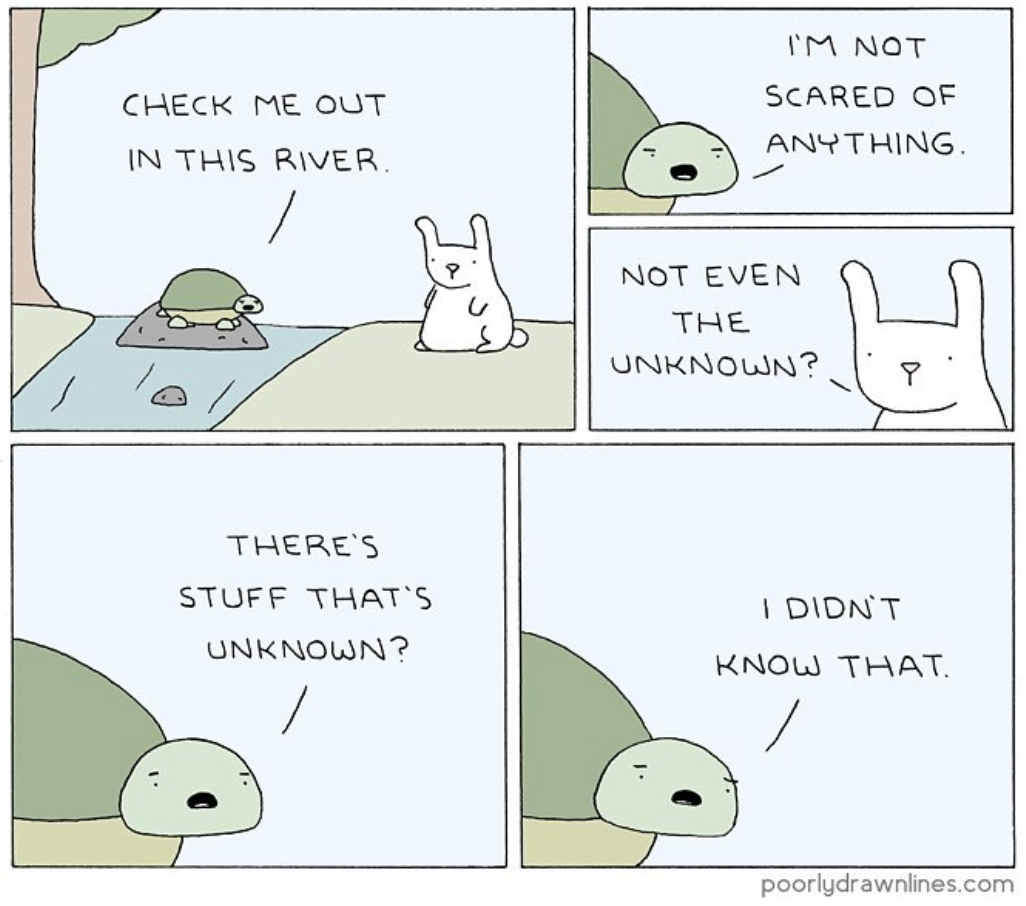 CHECK ME OUT
IN THIS RIVER.
I'M NOT
SCARED OF
ANYTHING.
NOT EVEN
THE
UNKNOWN?
THERE'S
STUFF THAT'S
UNKNOWN?
I DIDN'T
KNOW THAT.
poorlydrawnlines.com